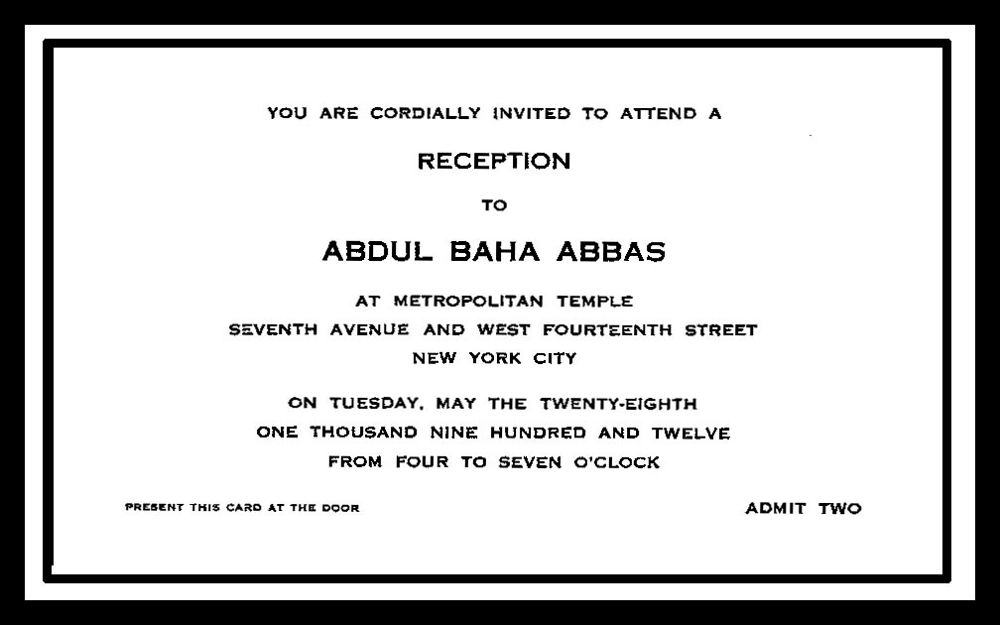 YOU ARE CORDIALLY INVITED TO ATTEND A
RECEPTION
TO
ABDUL BAHA ABBAS
AT METROPOLITAN TEMPLE
SEVENTH AVENUE AND WEST FOURTEENTH STREET
NEW YORK CITY
ON TUESDAY, MAY THE TWENTY-EIGHTH
ONE THOUSAND NINE HUNDRED AND TWELVE
FROM FOUR TO SEVEN O'CLOCK
PRESENT THIS CARD AT THE DOOR
ADMIT TWO